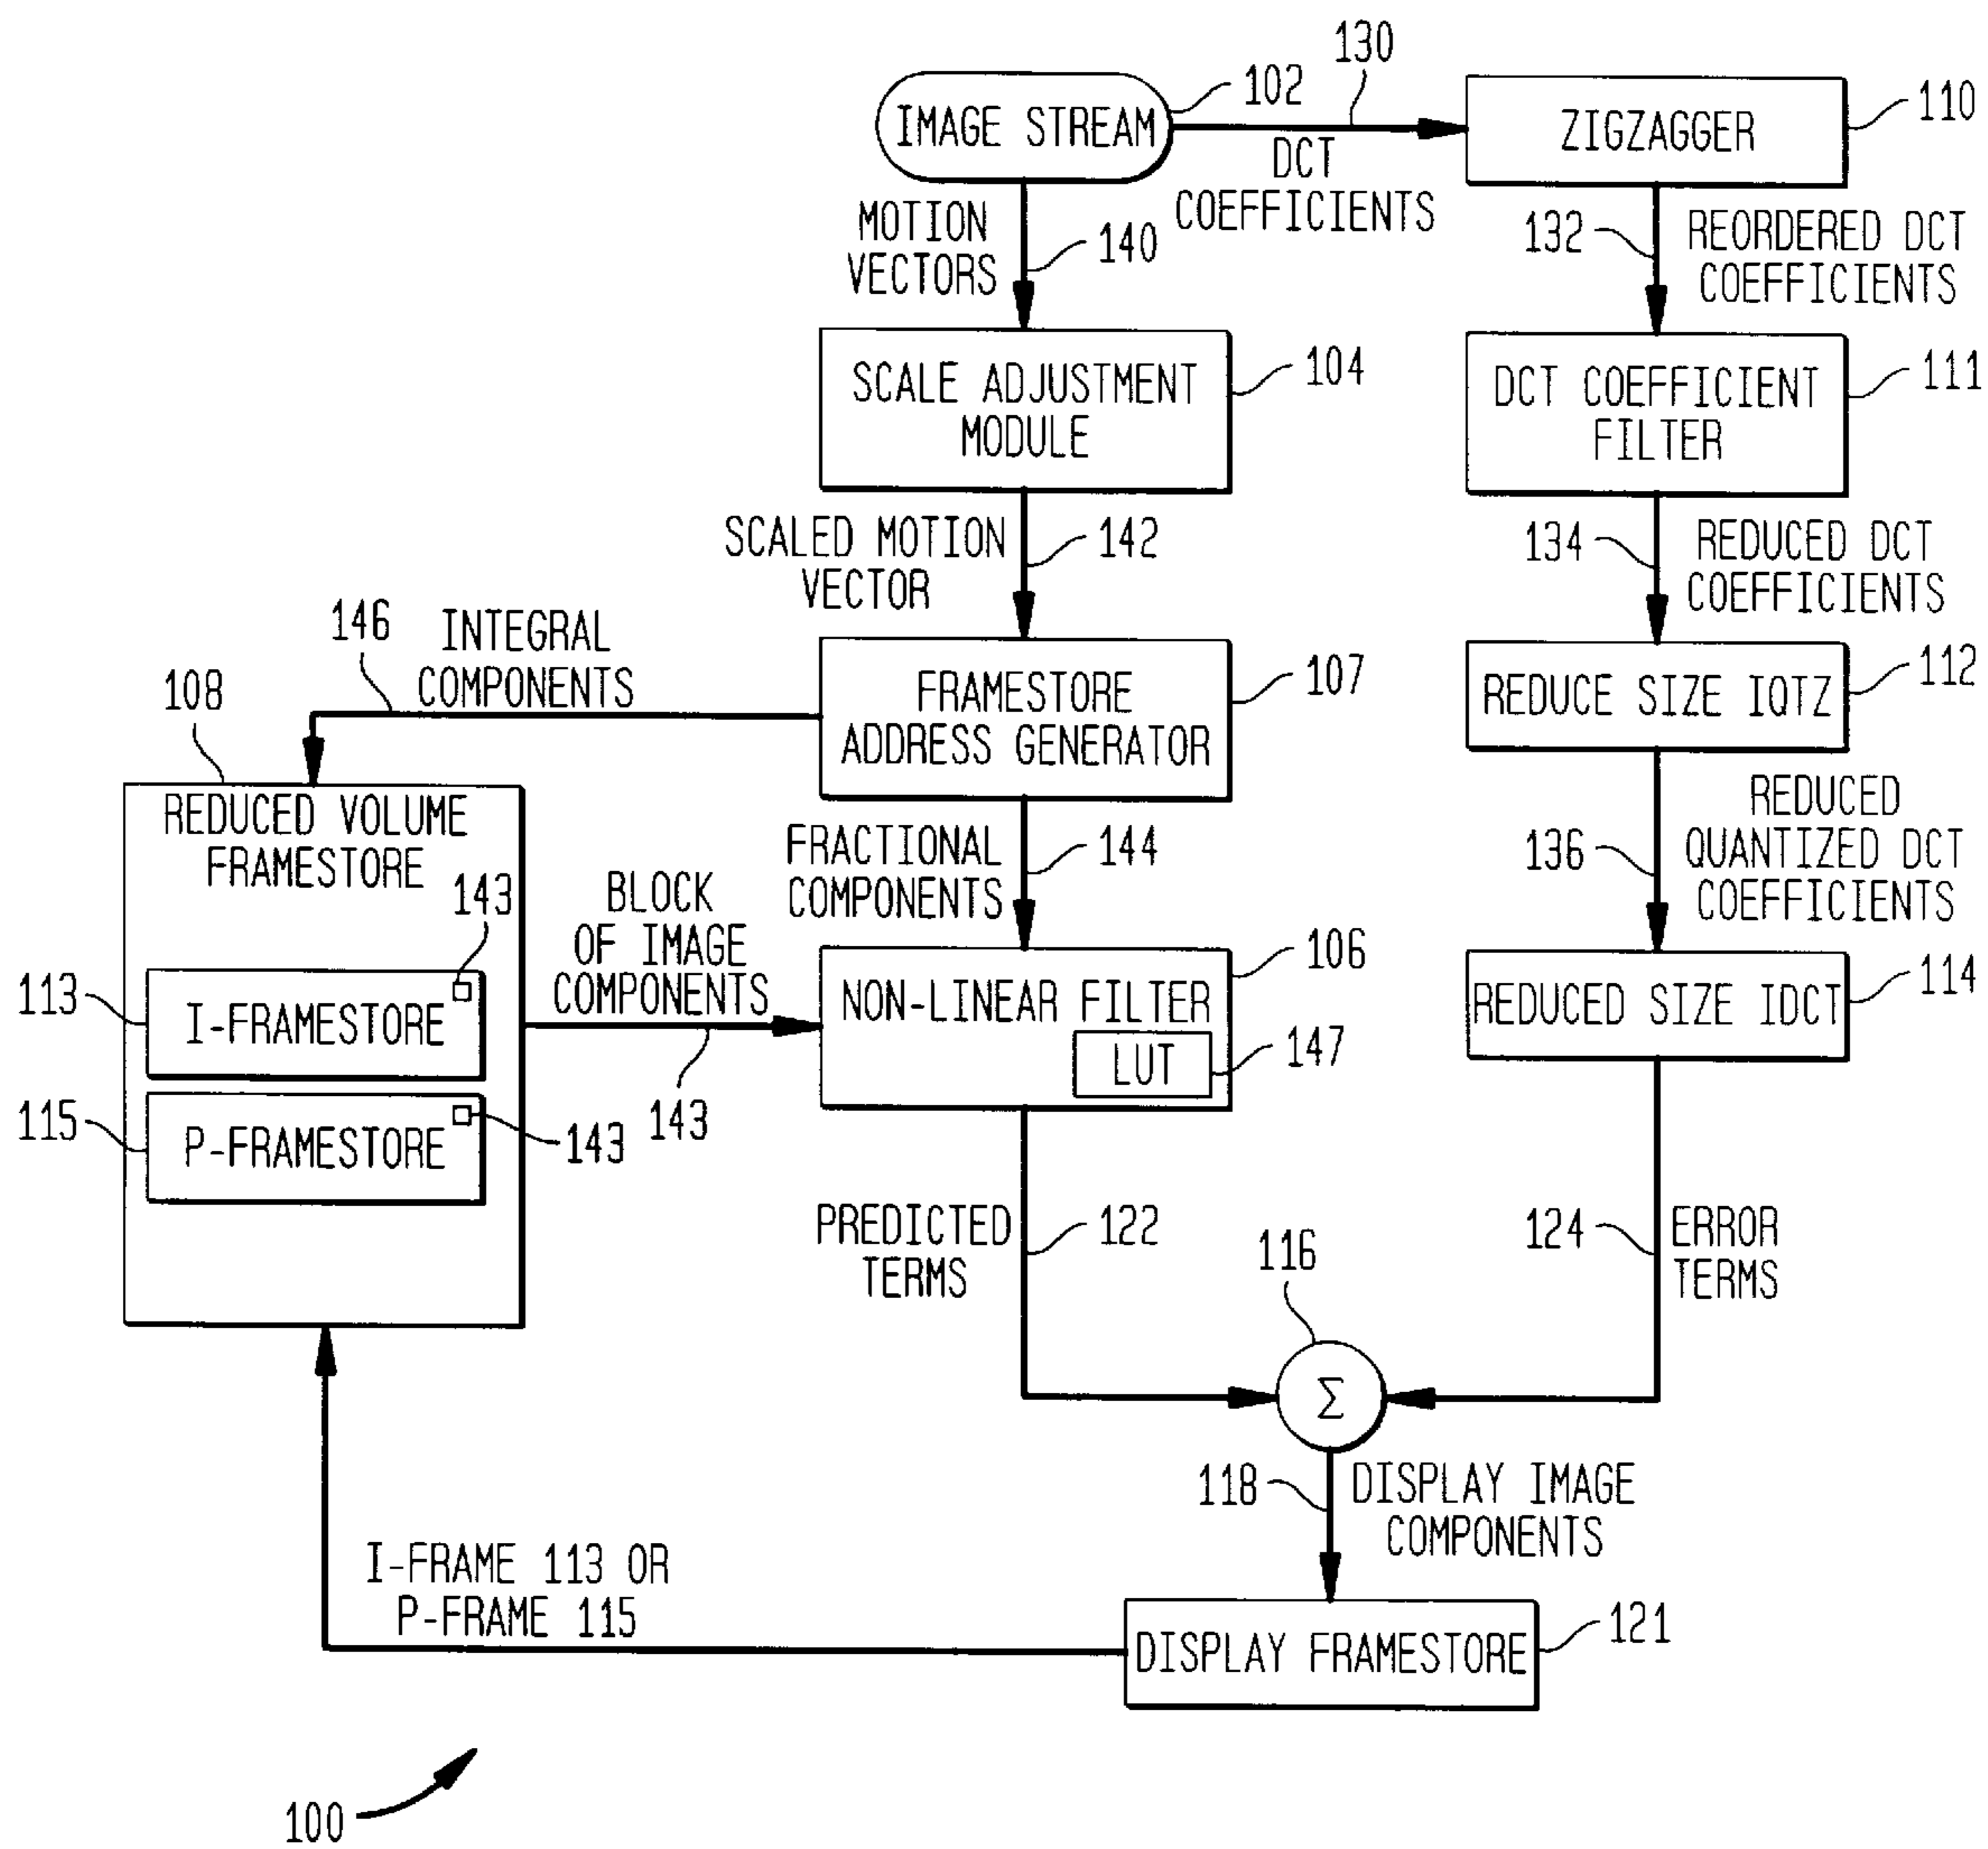 130
102
IMAGE STREAM
DCT
COEFFICIENTS
ZIGZAGGER
110
MOTION
VECTORS
140
132
REORDERED DCT
COEFFICIENTS
SCALE ADJUSTMENT
MODULE
104
DCT COEFFICIENT
FILTER
111
SCALED MOTION
VECTOR
142
134
REDUCED DCT
COEFFICIENTS
146
INTEGRAL
COMPONENTS
108
FRAMESTORE
ADDRESS GENERATOR
107
REDUCE SIZE IQTZ
112
REDUCED VOLUME
FRAMESTORE
143
FRACTIONAL
COMPONENTS
144
136
REDUCED
QUANTIZED DCT
COEFFICIENTS
BLOCK
OF IMAGE
COMPONENTS
143
113
I-FRAMESTORE
115
P-FRAMESTORE
143
NON-LINEAR FILTER
106
LUT
147
REDUCED SIZE IDCT
114
PREDICTED
TERMS
122
116
124
ERROR
TERMS
Σ
118
DISPLAY IMAGE
COMPONENTS
I-FRAME 113 OR
P-FRAME 115
DISPLAY FRAMESTORE
121
100